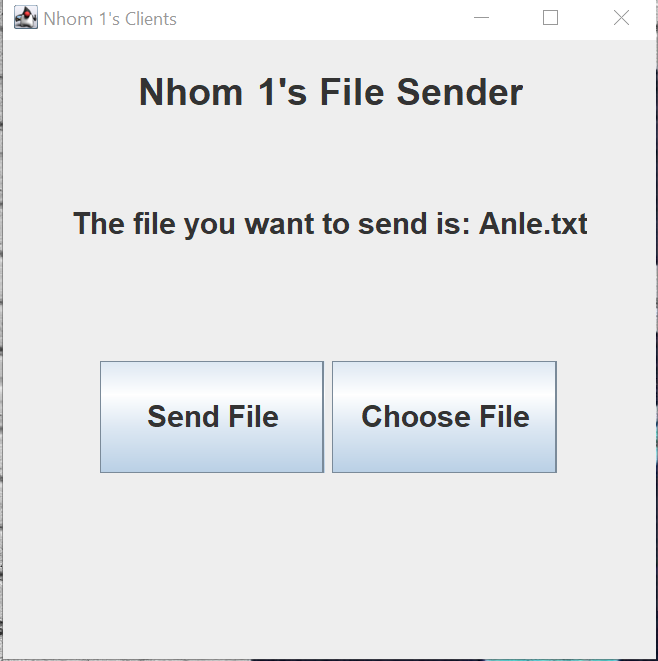 Nhom 1's Clients
Nhom 1's File Sender
The file you want to send is: Anle.txt
Send File
Choose File